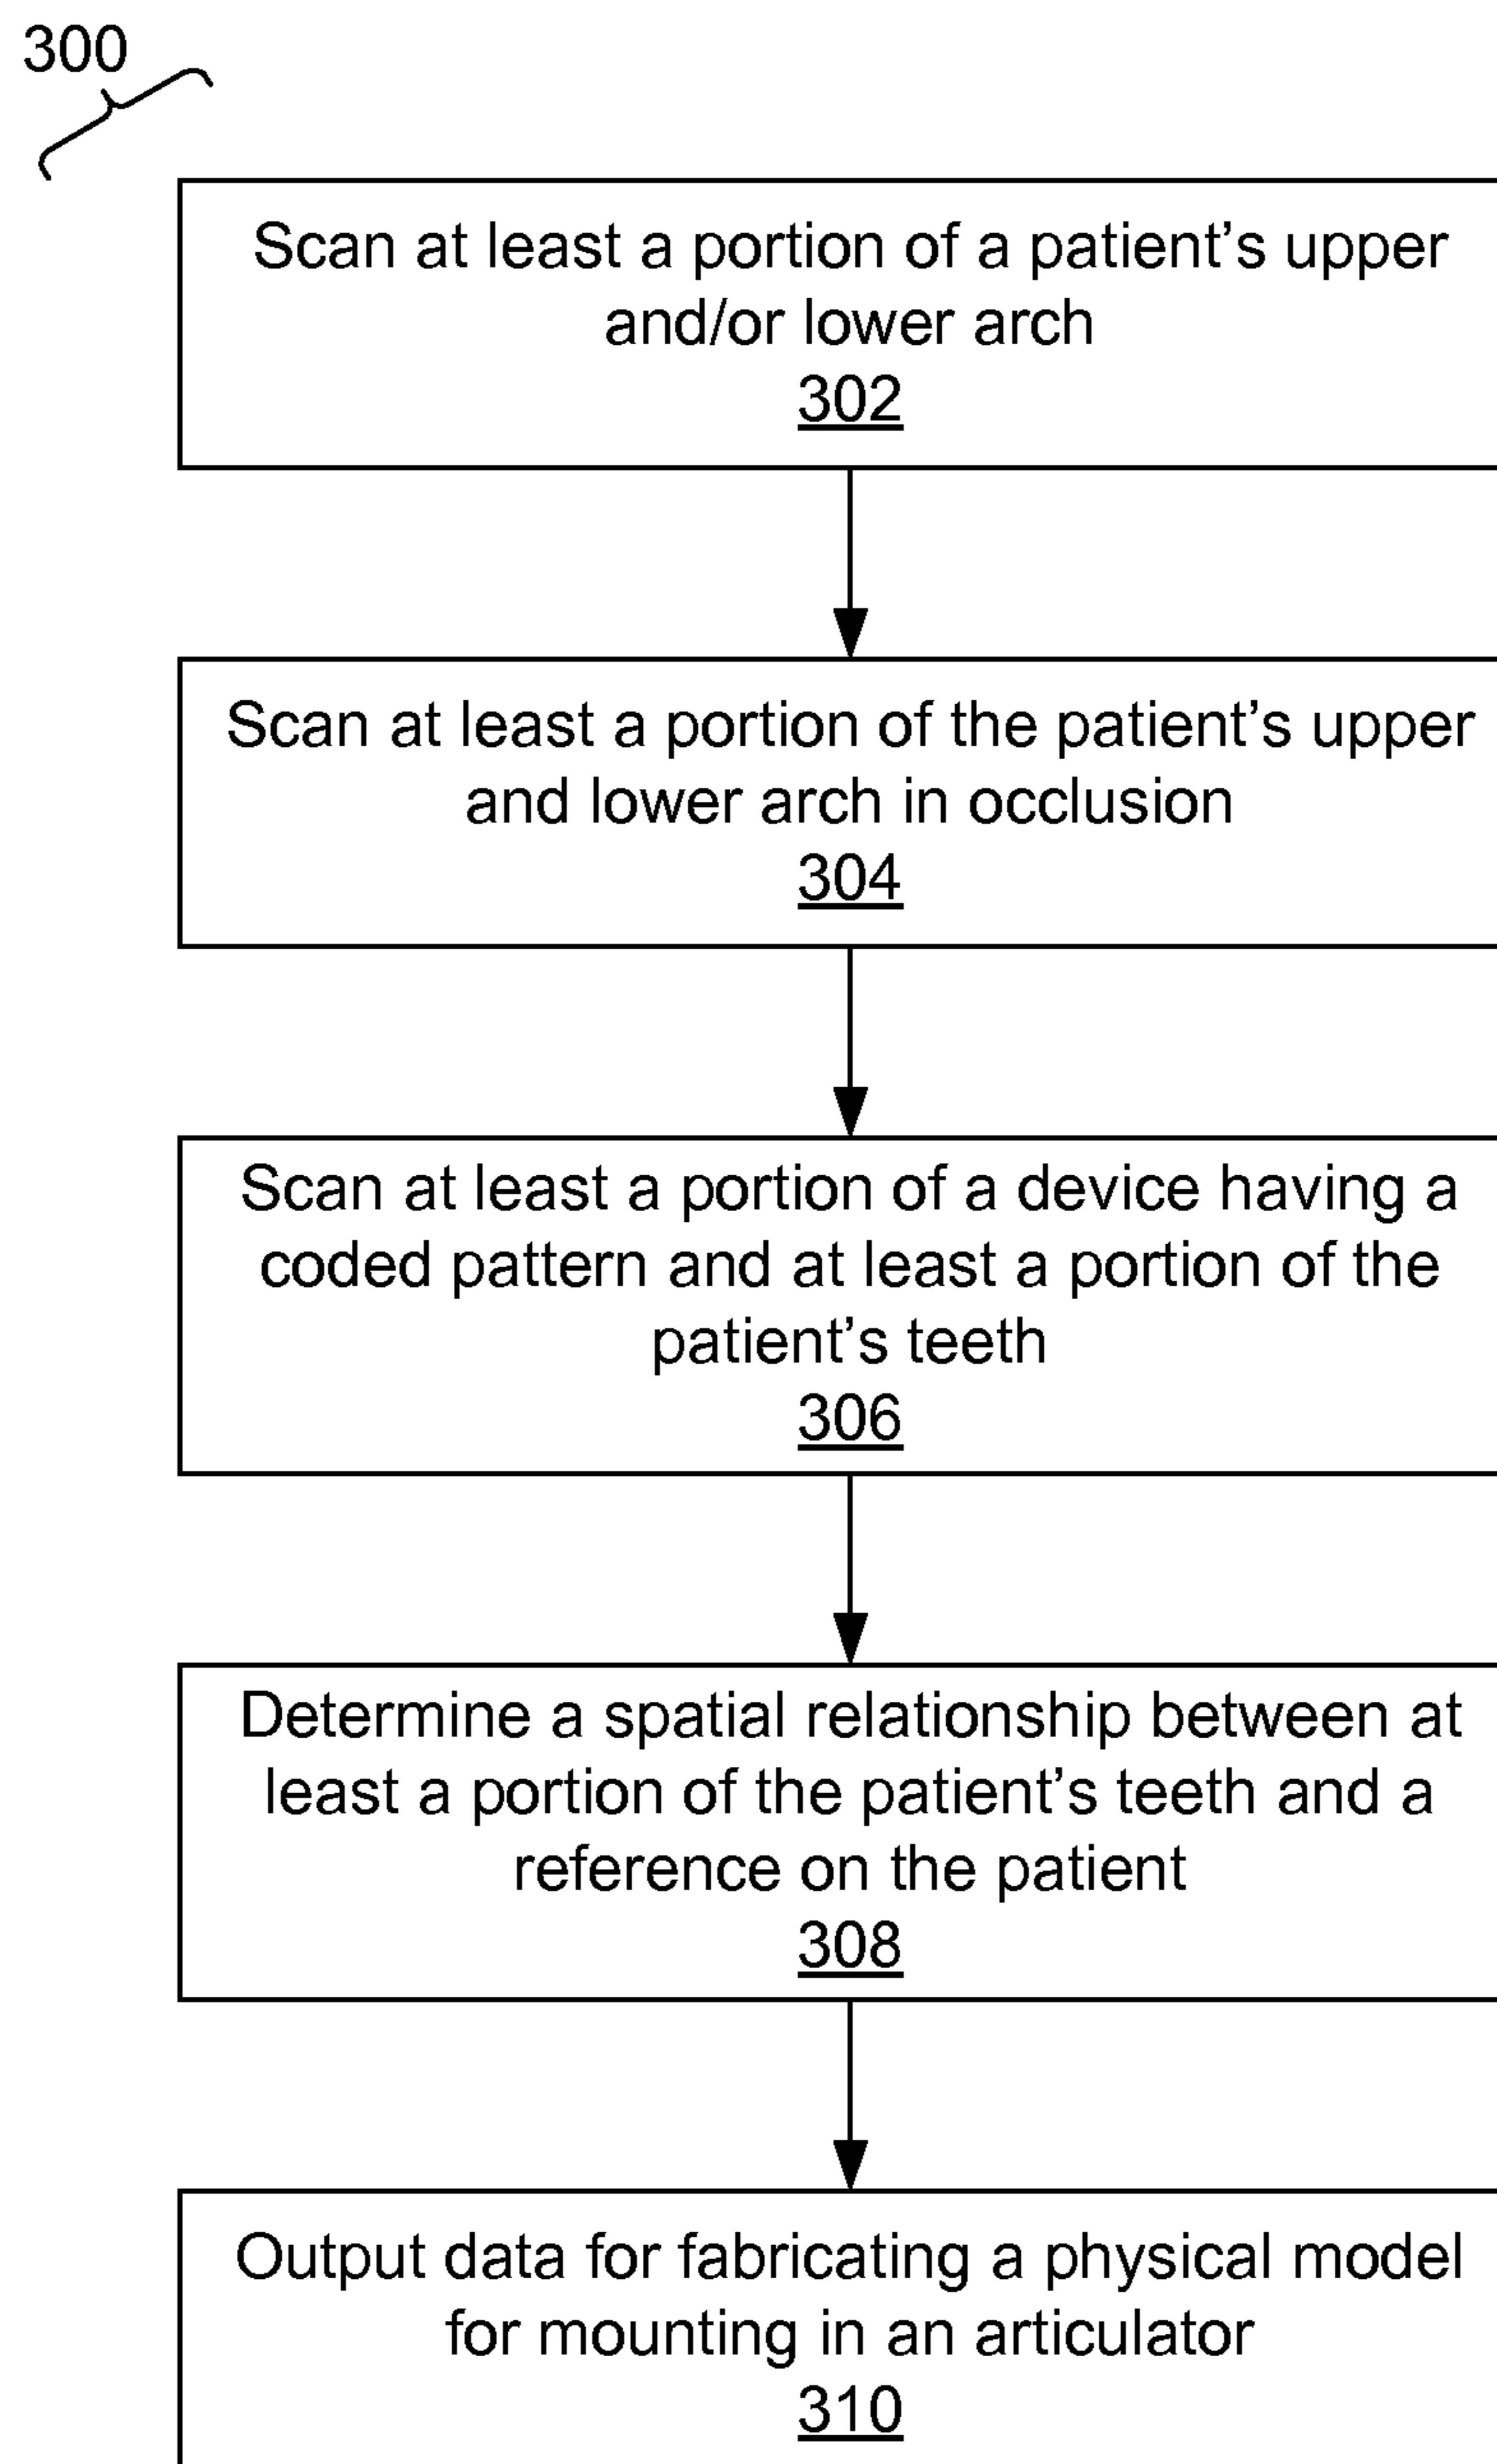 300
Scan at least a portion of a patient’s upper
and/or lower arch
302
Scan at least a portion of the patient’s upper
and lower arch in occlusion
304
Scan at least a portion of a device having a
coded pattern and at least a portion of the
patient’s teeth
306
Determine a spatial relationship between at
least a portion of the patient’s teeth and a
reference on the patient
308
Output data for fabricating a physical model
for mounting in an articulator
310